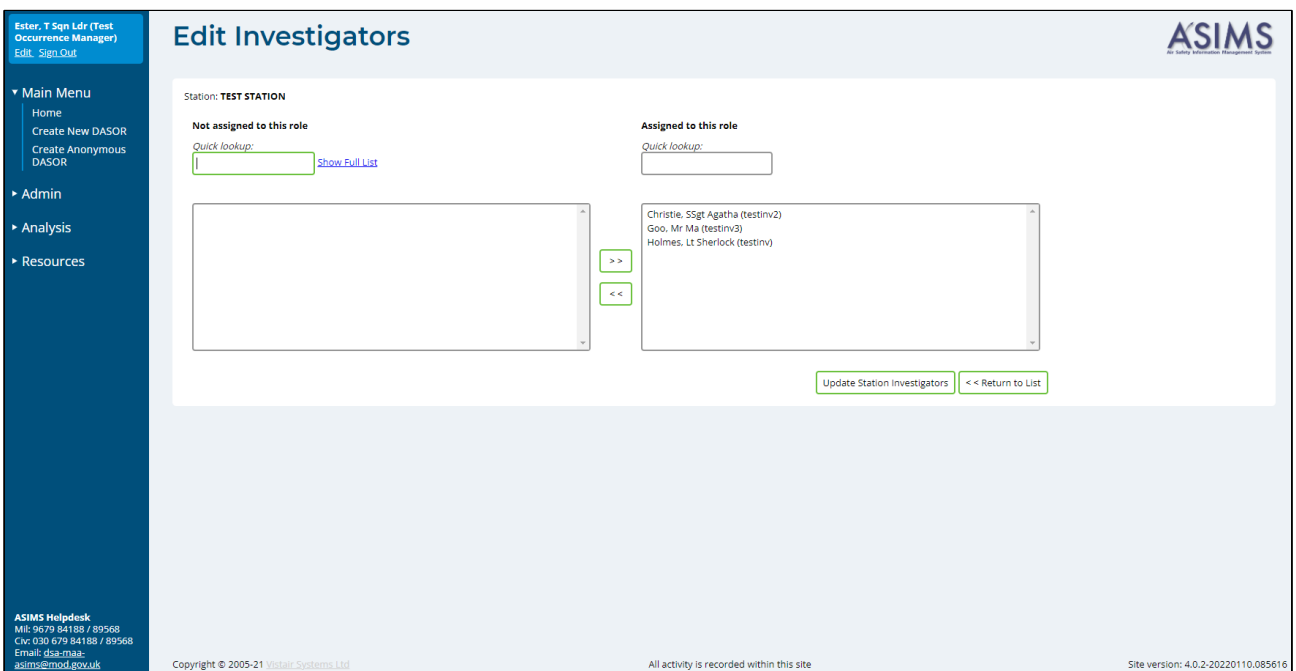 Ester, T Sqn Ldr (Test
Occurrence Manager)
Edit Sign Out
Main Menu
Home
Create New DASOR
Create Anonymous
DASOR
Admin
Analysis
Resources
ASIMS Helpdesk
Mil: 9679 84188 / 89568
Civ: 030 679 84188 / 89568
Email: dsa-maa-
asims@mod.gov.uk
Edit Investigators
ASIMS
Air Safety Information Management System
Station: TEST STATION
Not assigned to this role
Quick lookup:
Show Full List
>>
<<
Assigned to this role
Quick lookup:
Christie, SSgt Agatha (testinv2)
Goo, Mr Ma (testinv3)
Holmes, Lt Sherlock (testinv)
Update Station Investigators
<< Return to List
Copyright © 2005-21 Vistair Systems Ltd
All activity is recorded within this site
Site version: 4.0.2-20220110.085616